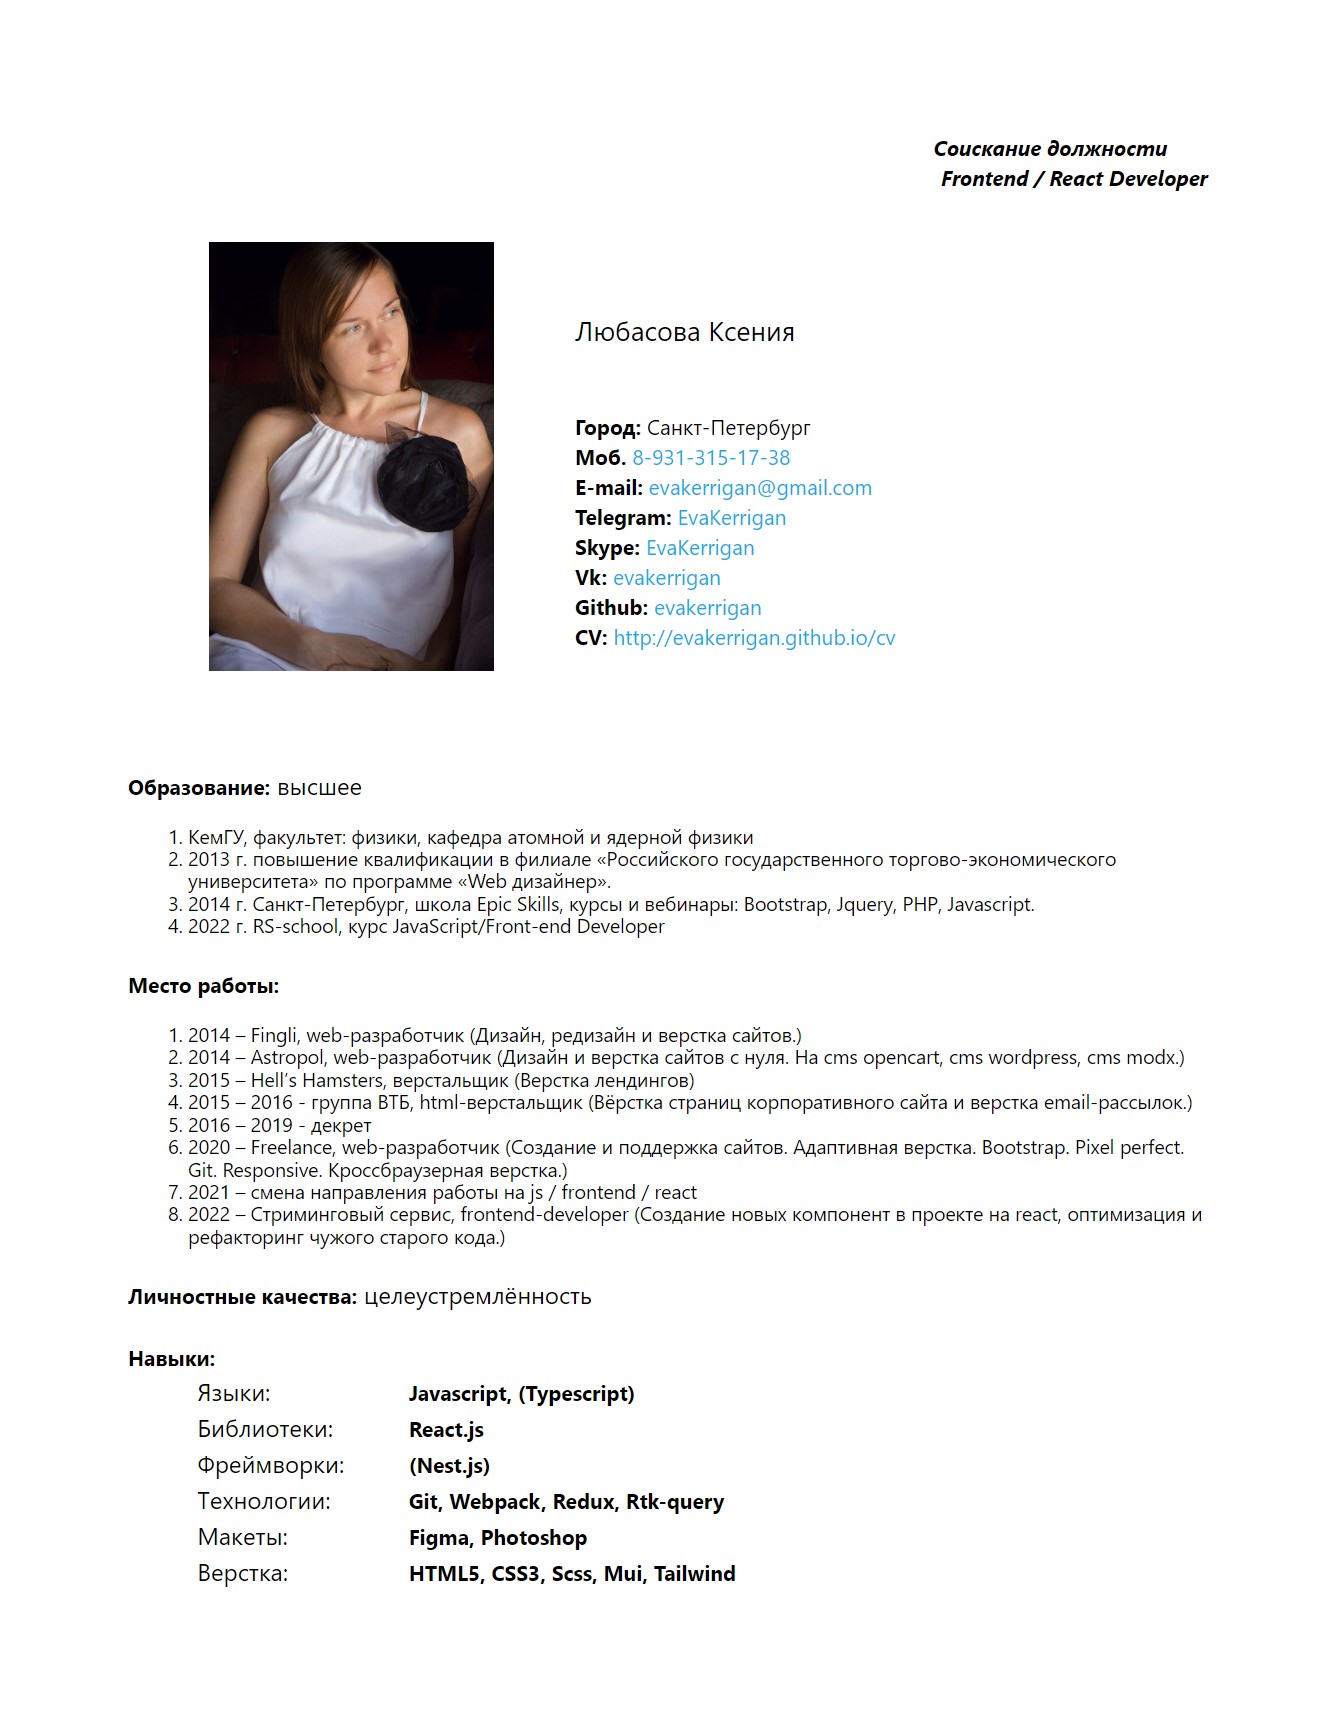 Соискание должности
Frontend / React Developer
Любасова Ксения
Город: Санкт-Петербург
Моб. 8-931-315-17-38
E-mail: evakerrigan@gmail.com
Telegram: EvaKerrigan
Skype: EvaKerrigan
Vk: evakerrigan
Github: evakerrigan
CV: http://evakerrigan.github.io/cv
Образование: высшее
1. КемГУ, факультет: физики, кафедра атомной и ядерной физики
2. 2013 г. повышение квалификации в филиале «Российского государственного торгово-экономического
университета» по программе «Web дизайнер».
3. 2014 г. Санкт-Петербург, школа Epic Skills, курсы и вебинары: Bootstrap, Jquery, PHP, Javascript.
4. 2022 г. RS-school, курс JavaScript/Front-end Developer
Место работы:
1. 2014 – Fingli, web-разработчик (Дизайн, редизайн и верстка сайтов.)
2. 2014 – Astropol, web-разработчик (Дизайн и верстка сайтов с нуля. На cms opencart, cms wordpress, cms modx.)
3. 2015 – Hell’s Hamsters, верстальщик (Верстка лендингов)
4. 2015 – 2016 - группа ВТБ, html-верстальщик (Вёрстка страниц корпоративного сайта и верстка email-рассылок.)
5. 2016 – 2019 - декрет
6. 2020 – Freelance, web-разработчик (Создание и поддержка сайтов. Адаптивная верстка. Bootstrap. Pixel perfect.
Git. Responsive. Кроссбраузерная верстка.)
7. 2021 – смена направления работы на js / frontend / react
8. 2022 – Стриминговый сервис, frontend-developer (Создание новых компонент в проекте на react, оптимизация и
рефакторинг чужого старого кода.)
Личностные качества: целеустремлённость
Навыки:
Языки: Javascript, (Typescript)
Библиотеки: React.js
Фреймворки: (Nest.js)
Технологии: Git, Webpack, Redux, Rtk-query
Макеты: Figma, Photoshop
Верстка: HTML5, CSS3, Scss, Mui, Tailwind